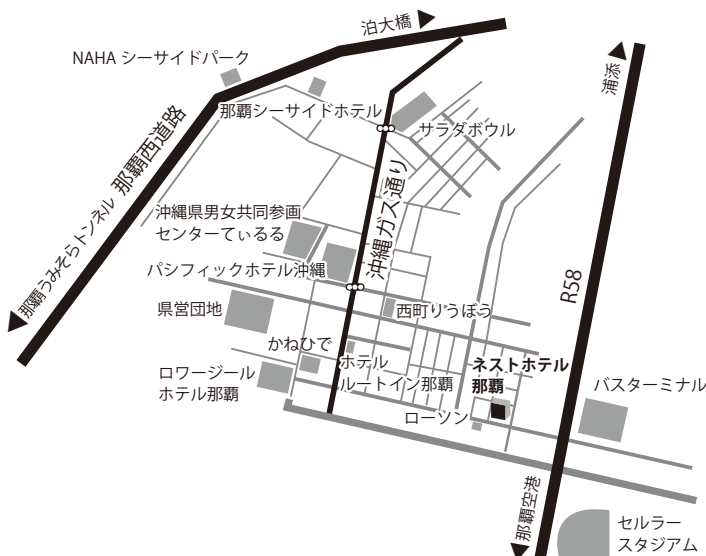 泊大橋
NAHA シーサイドパーク
浦添
那覇シーサイドホテル
サラダボウル
那覇西道路
沖縄ガス通り
沖縄県男女共同参画
センターてぃるる
那覇うみそらトンネル
パシフィックホテル沖縄
R58
県営団地
西町りうぼう
かねひで
ホテル
ルートイン那覇
ネストホテル
那覇
ロワージール
ホテル那覇
バスターミナル
ローソン
那覇空港
セルラー
スタジアム